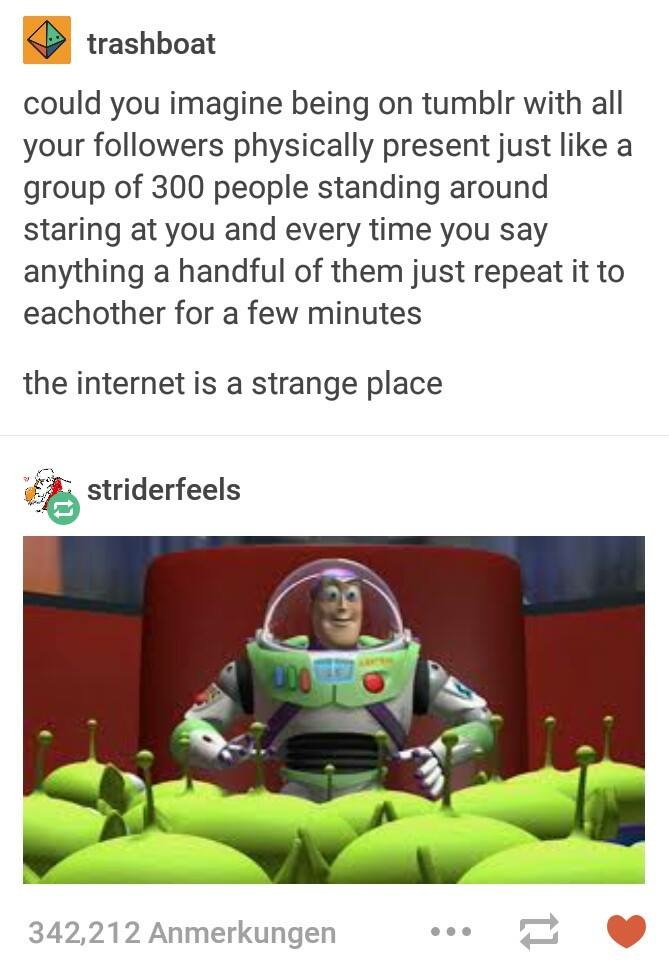 trashboat
could you imagine being on tumblr with all
your followers physically present just like a
group of 300 people standing around
staring at you and every time you say
anything a handful of them just repeat it to
eachother for a few minutes
the internet is a strange place
striderfeels
342,212 Anmerkungen